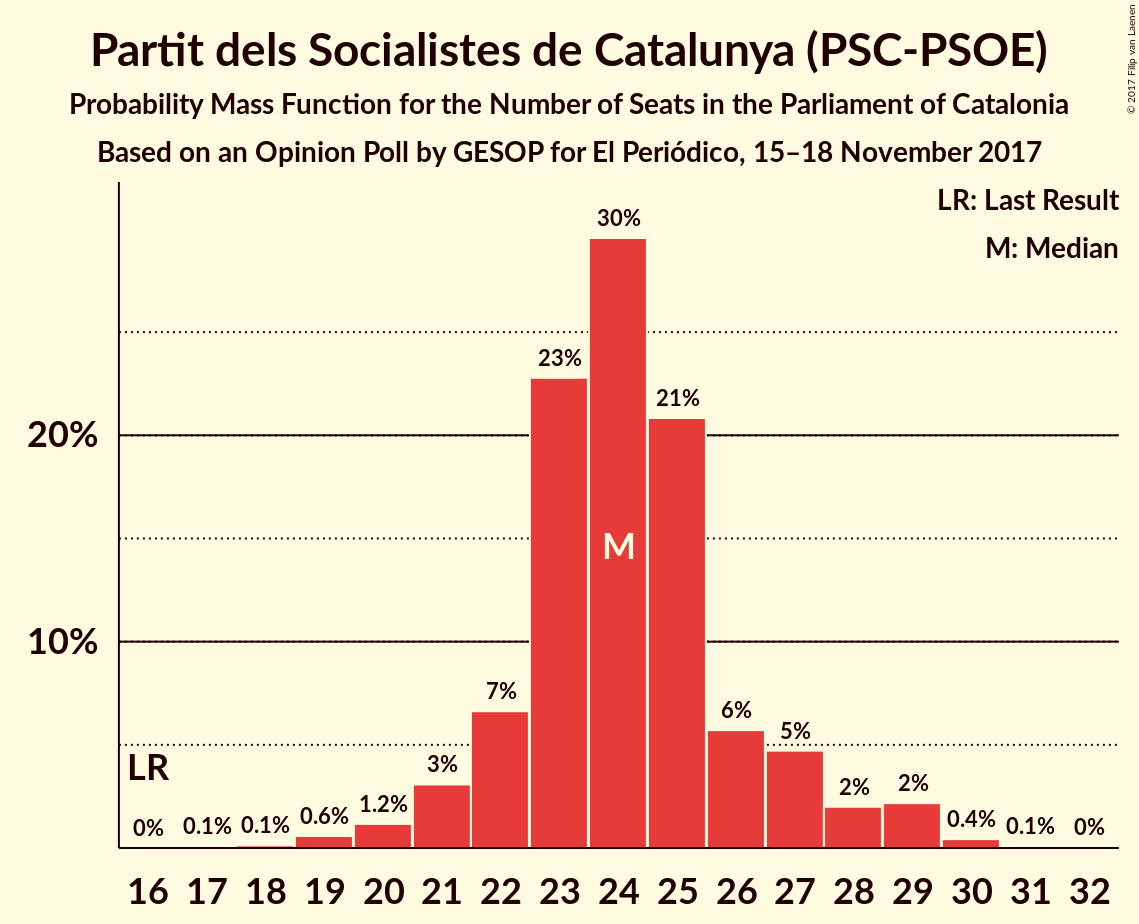 Partit dels Socialistes de Catalunya (PSC-PSOE)
Probability Mass Function for the Number of Seats in the Parliament of Catalonia
Based on an Opinion Poll by GESOP for El Periódico, 15–18 November 2017
© 2017 Filip van Laenen
LR: Last Result
M: Median
30%
23%
21%
20%
M
10%
7%
6%
5%
LR
3%
2%
2%
1.2%
0.6%
0.4%
0%
0.1%
0.1%
0.1%
0%
16 17 18 19 20 21 22 23 24 25 26 27 28 29 30 31 32